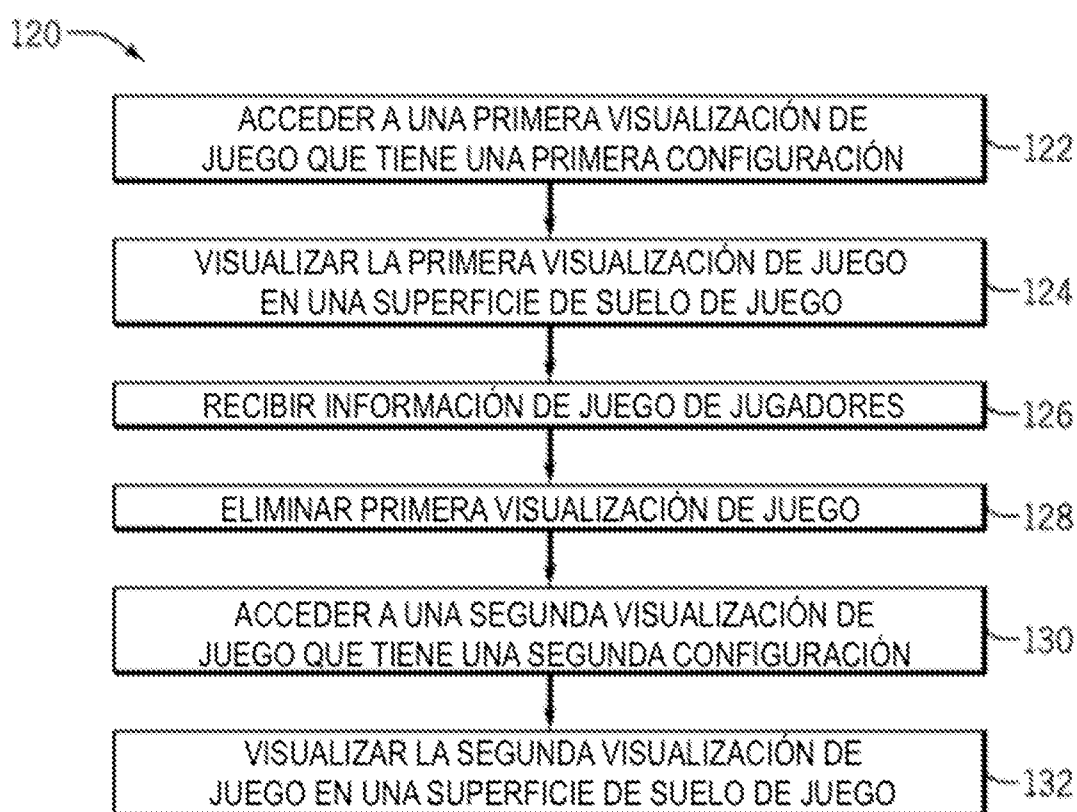 120
ACCEDER A UNA PRIMERA VISUALIZACIÓN DE
JUEGO QUE TIENE UNA PRIMERA CONFIGURACIÓN
122
VISUALIZAR LA PRIMERA VISUALIZACIÓN DE JUEGO
EN UNA SUPERFICIE DE SUELO DE JUEGO
124
RECIBIR INFORMACIÓN DE JUEGO DE JUGADORES
126
ELIMINAR PRIMERA VISUALIZACIÓN DE JUEGO
128
ACCEDER A UNA SEGUNDA VISUALIZACIÓN DE
JUEGO QUE TIENE UNA SEGUNDA CONFIGURACIÓN
130
VISUALIZAR LA SEGUNDA VISUALIZACIÓN DE
JUEGO EN UNA SUPERFICIE DE SUELO DE JUEGO
132